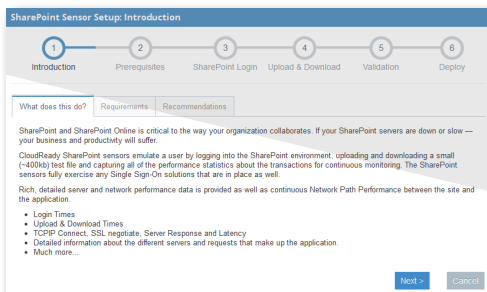 SharePoint Sensor Setup: Introduction
1 2 3 4 5 6
Introduction Prerequisites SharePoint Login Upload & Download Validation Deploy
What does this do? Requirements Recommendations
SharePoint and SharePoint Online is critical to the way your organization collaborates. If your SharePoint servers are down or slow —
your business and productivity will suffer.
CloudReady SharePoint sensors emulate a user by logging into the SharePoint environment, uploading and downloading a small
(~400kb) test file and capturing all of the performance statistics about the transactions for continuous monitoring. The SharePoint
sensors fully exercise any Single Sign-On solutions that are in place as well.
Rich, detailed server and network performance data is provided as well as continuous Network Path Performance between the site and
the application.
• Login Times
• Upload & Download Times
• TCPIP Connect, SSL negotiate, Server Response and Latency
• Detailed information about the different servers and requests that make up the application.
• Much more...
Next > Cancel